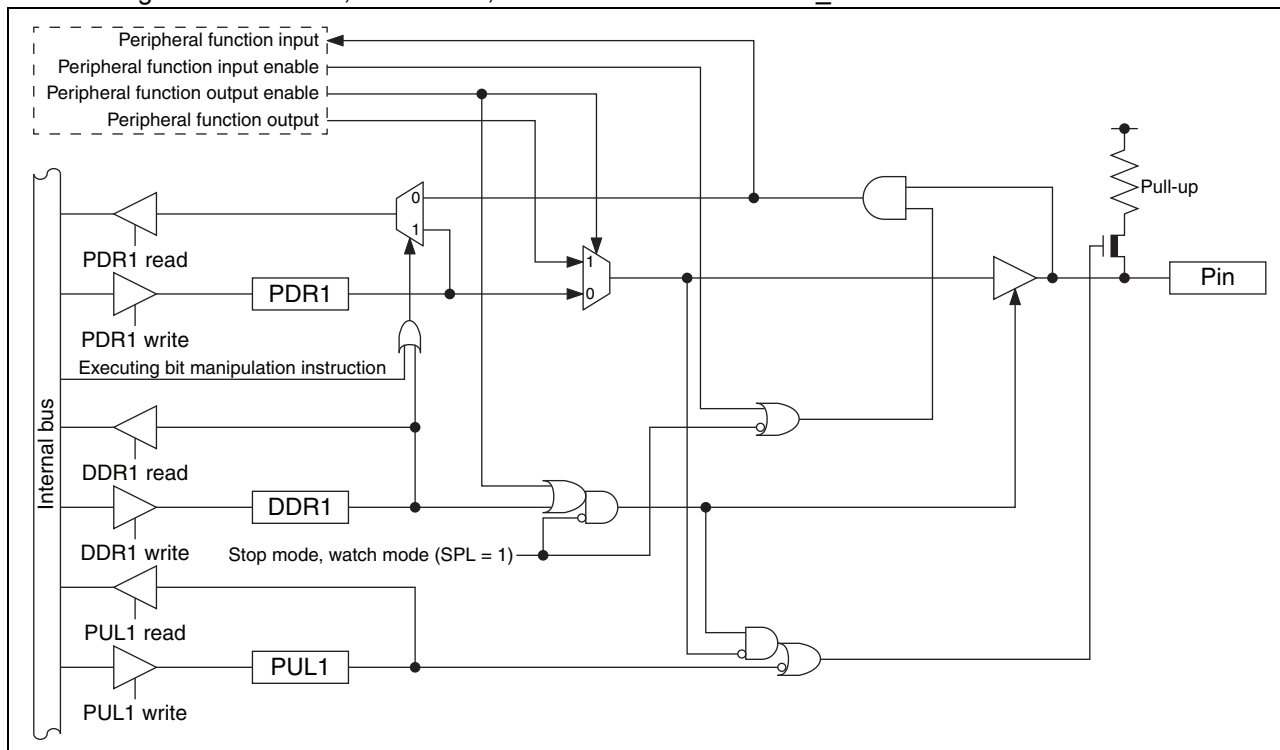 Peripheral function input
Peripheral function input enable
Peripheral function output enable
Peripheral function output
Pull-up
0
1
PDR1 read
1
PDR1
0
Pin
PDR1 write
Executing bit manipulation instruction
Internal bus
DDR1 read
DDR1
DDR1 write
Stop mode, watch mode (SPL = 1)
PUL1 read
PUL1
PUL1 write